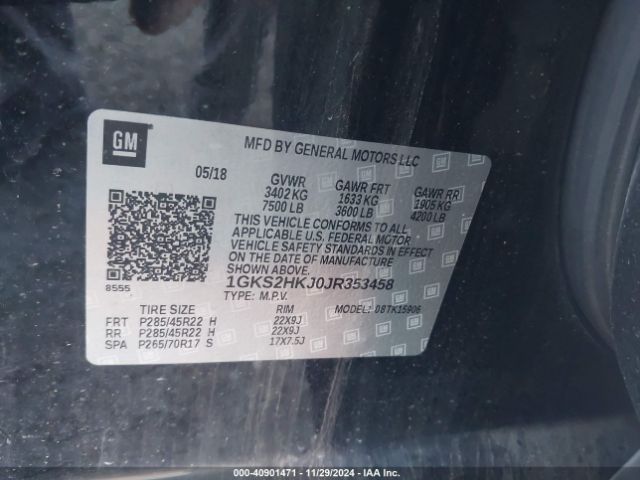 GM
MFD BY GENERAL MOTORS LLC
05/18
GVWR
3402 KG
7500 LB
GAWR FRT
1633 KG
3600 LB
GAWR RR
1905 KG
4200 LB
THIS VEHICLE CONFORMS TO ALL
APPLICABLE U.S. FEDERAL MOTOR
VEHICLE SAFETY STANDARDS IN EFFECT
ON THE DATE OF MANUFACTURE
SHOWN ABOVE.
8555
1GKS2HKJ0JR353458
TYPE: M.P.V.
MODEL: 08TK15906
TIRE SIZE RIM
FRT P285/45R22 H 22X9J
RR P285/45R22 H 22X9J
SPA P265/70R17 S 17X7.5J
000-40901471 — 11/29/2024 — IAA Inc.